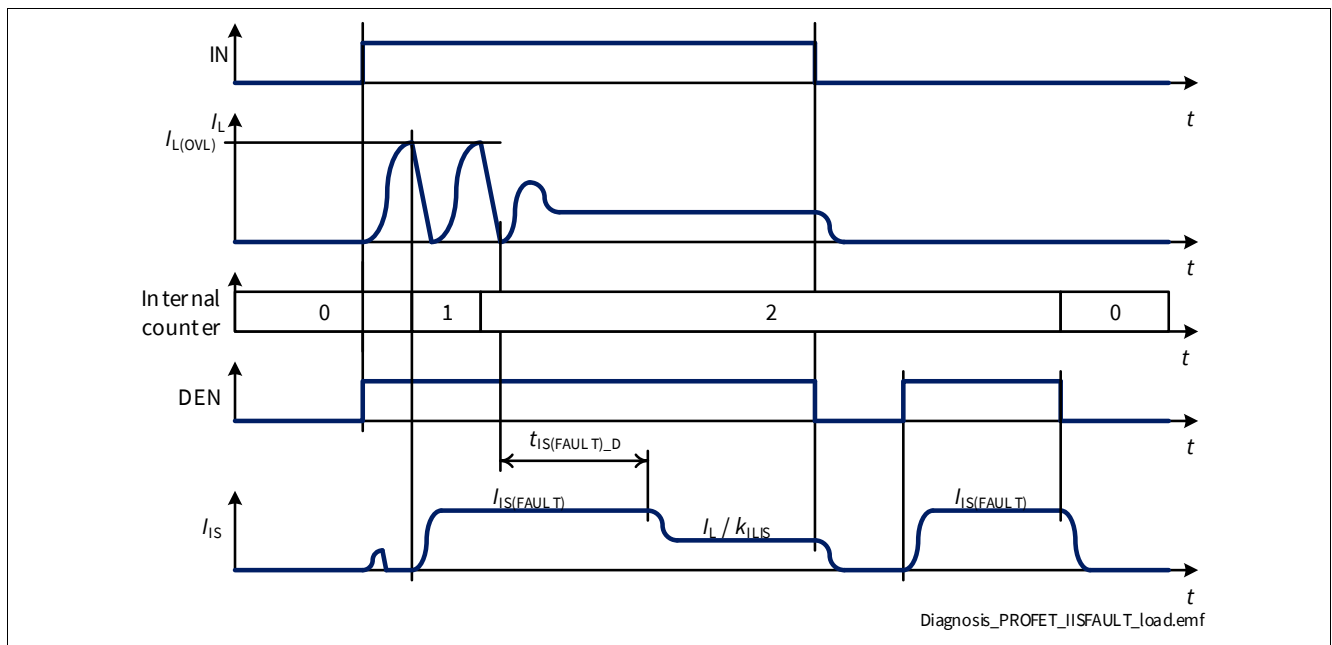 IN
t
I_L
I_L(OVL)
t
Internal
counter
0 1 2 0
t
DEN
t
t_IS(FAULT)_D
I_IS(FAULT)
I_IS(FAULT)
I_IS
I_L / k_ILIS
t
Diagnosis_PROFET_IISFAULT_load.emf